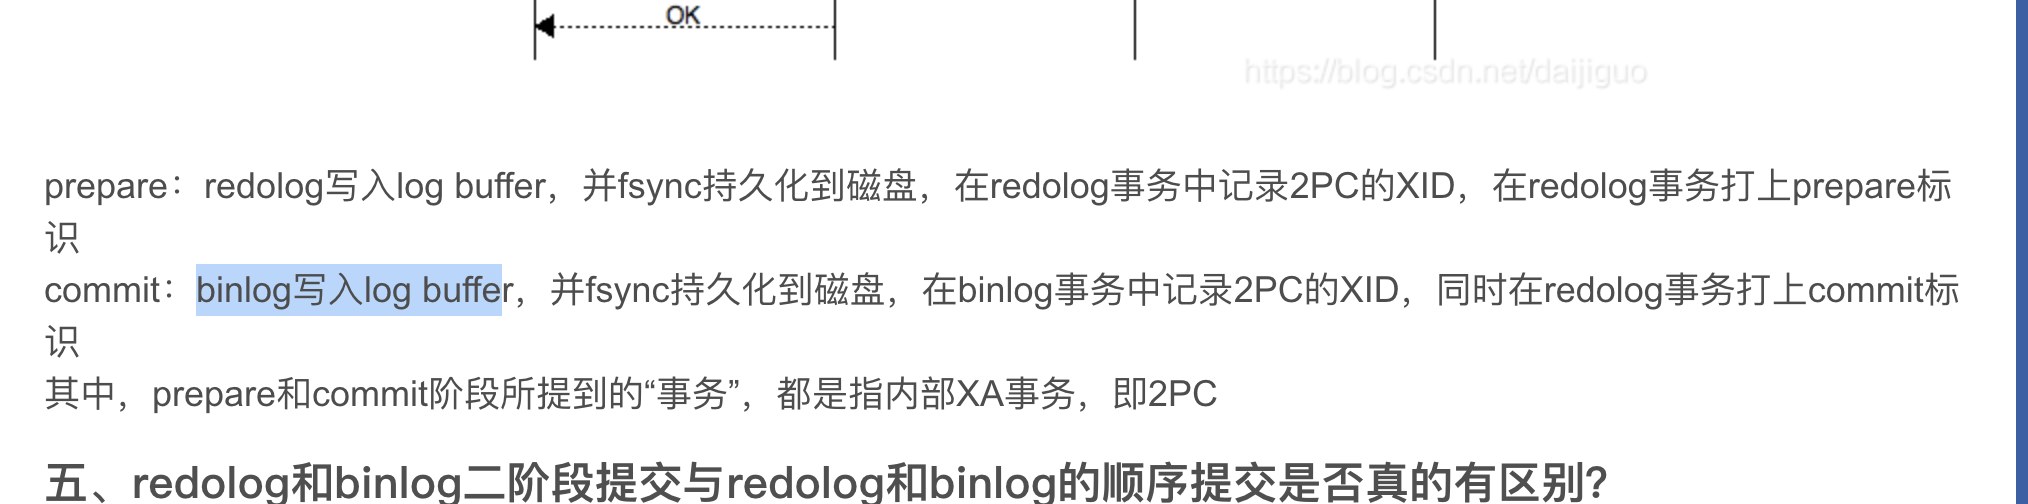 OK
https://blog.csdn.net/daijiguo
prepare：redolog写入log buffer，并fsync持久化到磁盘，在redolog事务中记录2PC的XID，在redolog事务打上prepare标
识
commit：binlog写入log buffer，并fsync持久化到磁盘，在binlog事务中记录2PC的XID，同时在redolog事务打上commit标
识
其中，prepare和commit阶段所提到的“事务”，都是指内部XA事务，即2PC
五、redolog和binlog二阶段提交与redolog和binlog的顺序提交是否真的有区别?